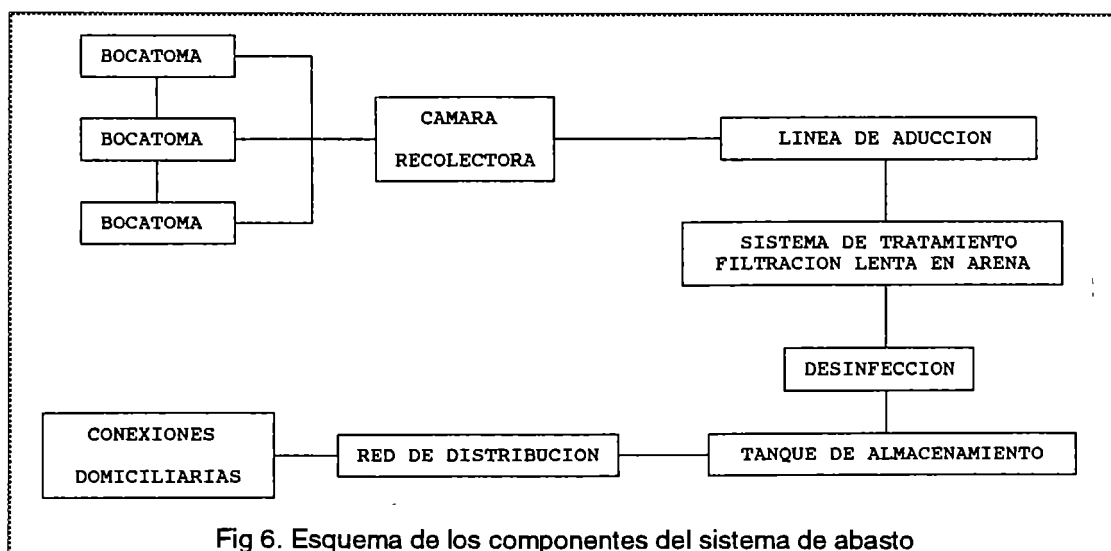 BOCATOMA
BOCATOMA
BOCATOMA
CAMARA
RECOLECTORA
LINEA DE ADUCCION
SISTEMA DE TRATAMIENTO
FILTRACION LENTA EN ARENA
DESINFECCION
TANQUE DE ALMACENAMIENTO
RED DE DISTRIBUCION
CONEXIONES
DOMICILIARIAS
Fig 6. Esquema de los componentes del sistema de abasto